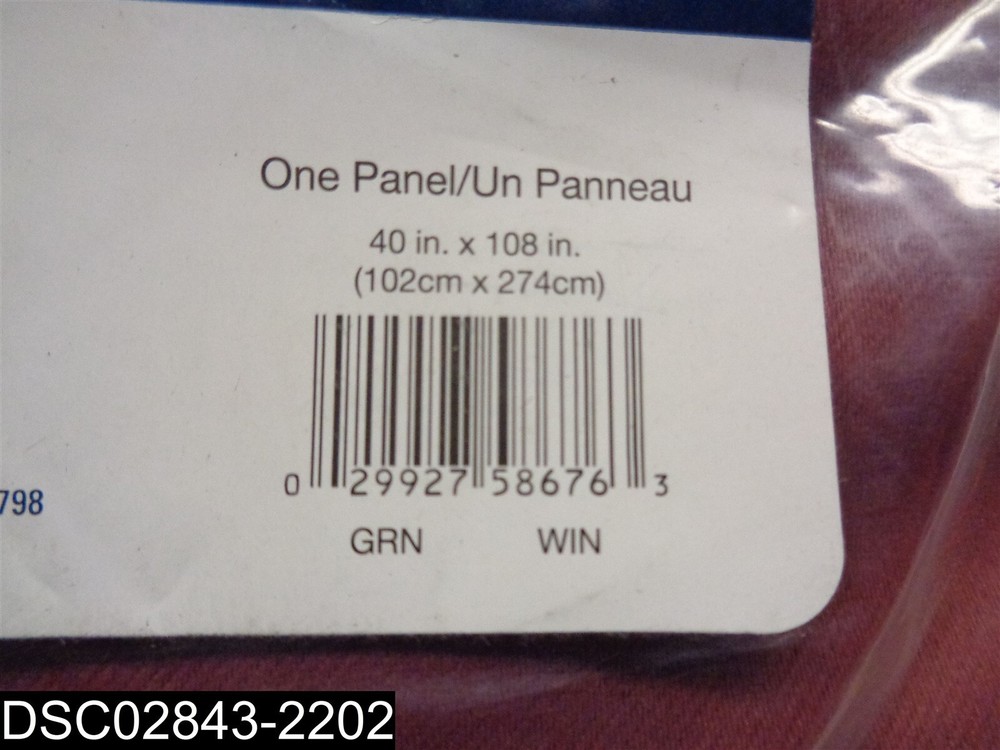 One Panel/Un Panneau
40 in. x 108 in.
(102cm x 274cm)
0 29927 58676 3
798
GRN WIN
DSC02843-2202